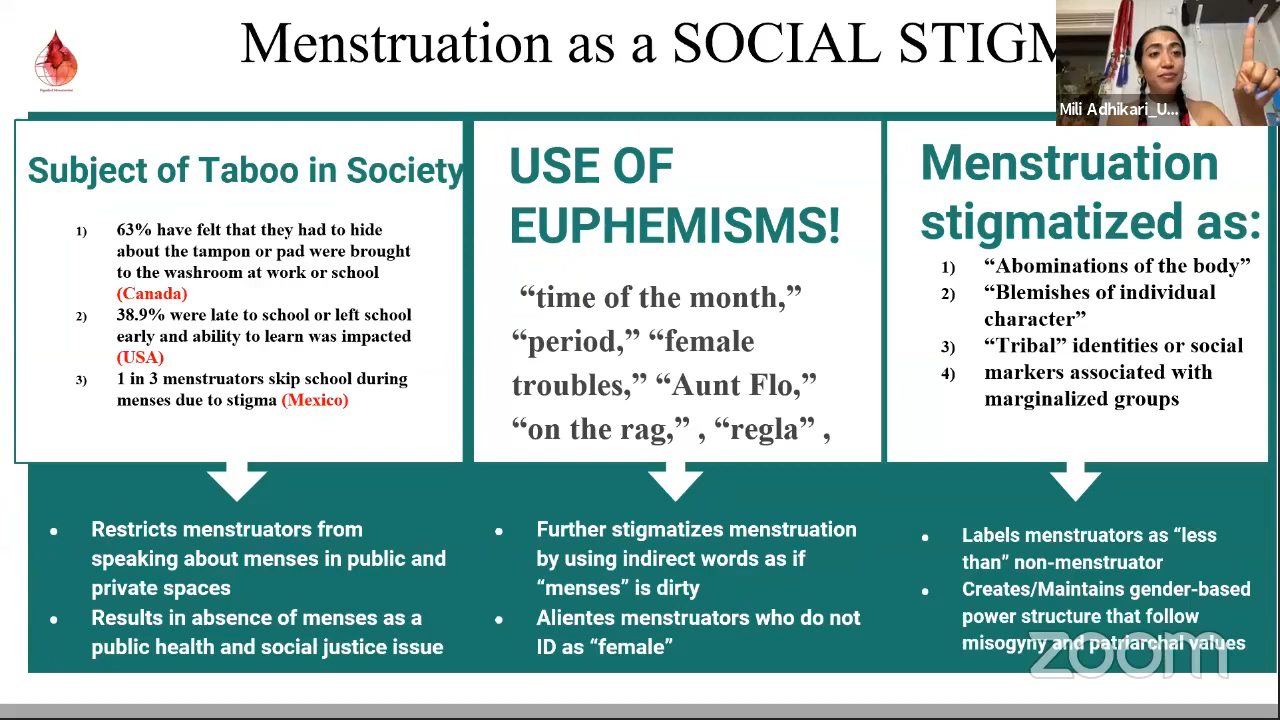 Menstruation as a SOCIAL STIGM
Mili Adhikari_U...
Subject of Taboo in Society
1) 63% have felt that they had to hide
about the tampon or pad were brought
to the washroom at work or school
(Canada)
2) 38.9% were late to school or left school
early and ability to learn was impacted
(USA)
3) 1 in 3 menstruators skip school during
menses due to stigma (Mexico)
USE OF
EUPHEMISMS!
“time of the month,”
“period,” “female
troubles,” “Aunt Flo,”
“on the rag,” , “regla” ,
Menstruation
stigmatized as:
1) “Abominations of the body”
2) “Blemishes of individual
character”
3) “Tribal” identities or social
4) markers associated with
marginalized groups
• Restricts menstruators from
speaking about menses in public and
private spaces
• Results in absence of menses as a
public health and social justice issue
• Further stigmatizes menstruation
by using indirect words as if
“menses” is dirty
• Alientes menstruators who do not
ID as “female”
• Labels menstruators as “less
than” non-menstruator
• Creates/Maintains gender-based
power structure that follow
misogyny and patriarchal values
zoom